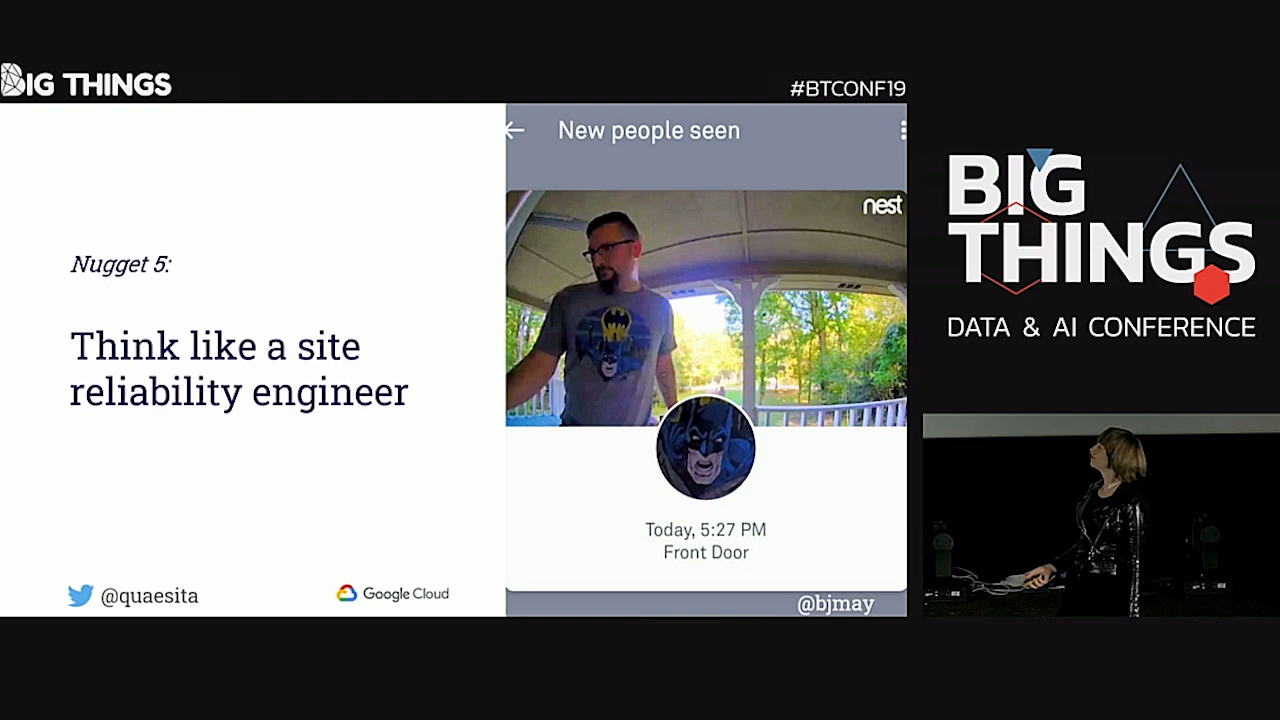 BIG THINGS
#BTCONF19
Nugget 5:
Think like a site
reliability engineer
@quaesita
Google Cloud
New people seen
nest
Today, 5:27 PM
Front Door
@bjmay
BIG
THINGS
DATA & AI CONFERENCE